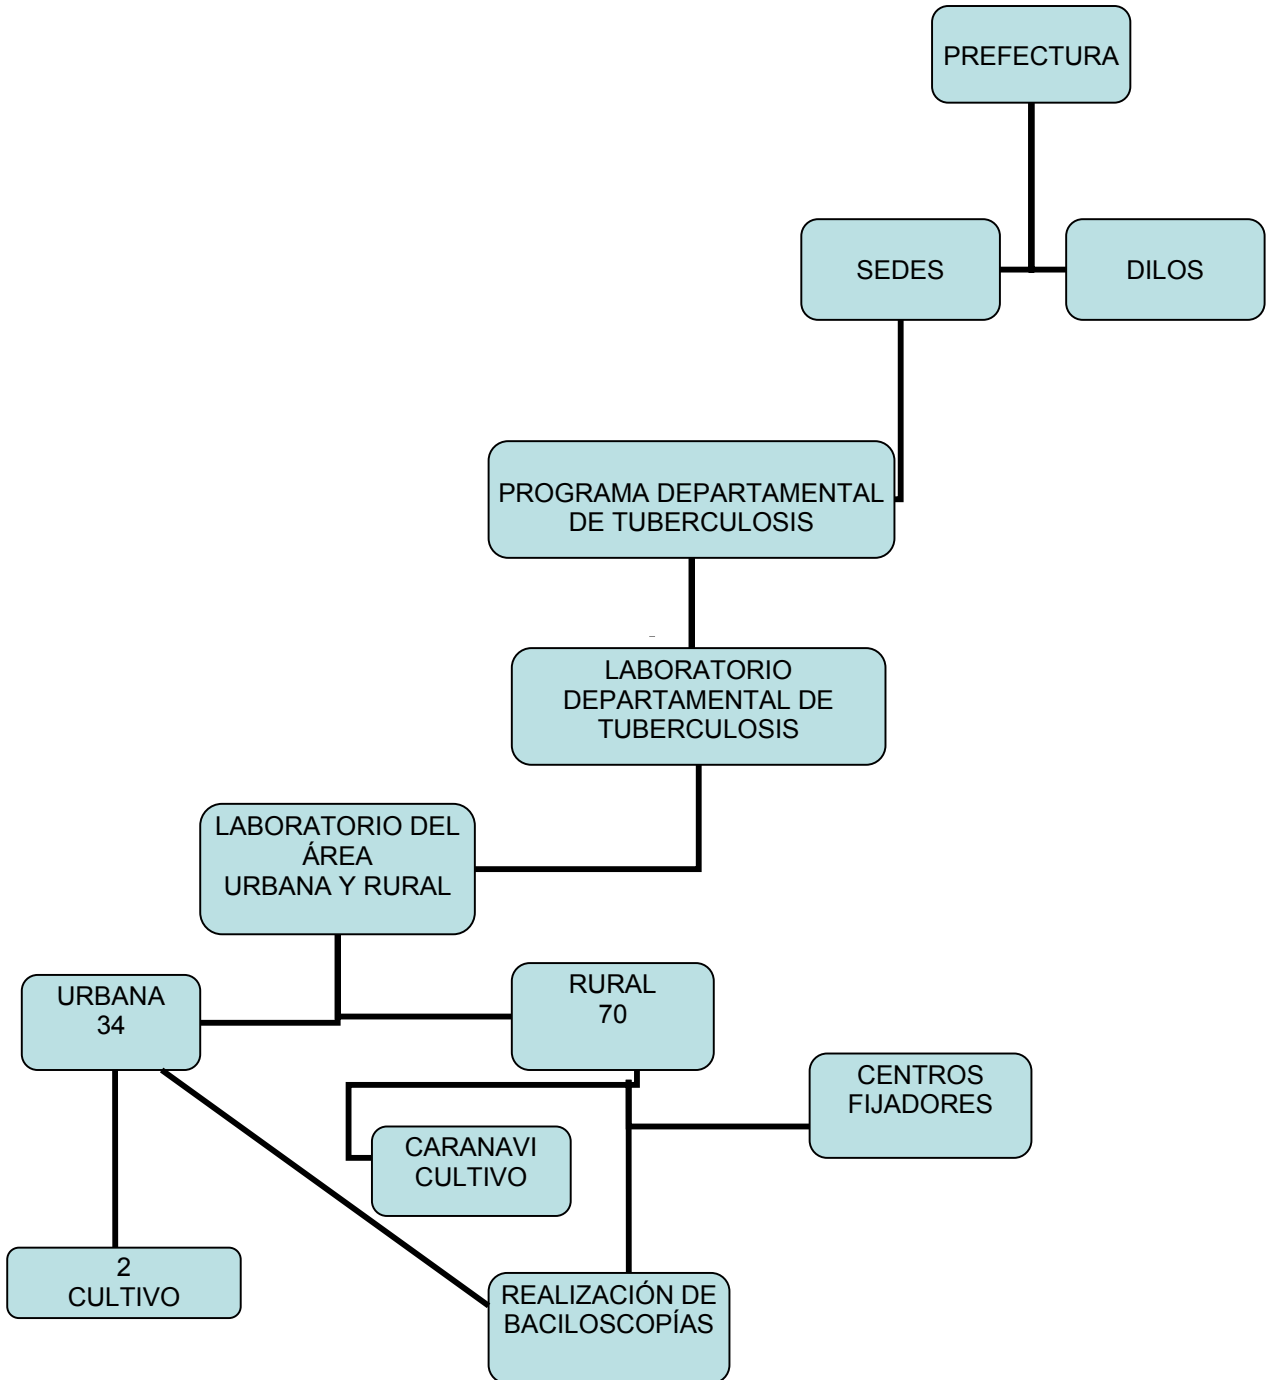 PREFECTURA
SEDES
DILOS
PROGRAMA DEPARTAMENTAL
DE TUBERCULOSIS
LABORATORIO
DEPARTAMENTAL DE
TUBERCULOSIS
LABORATORIO DEL
ÁREA
URBANA Y RURAL
URBANA
34
RURAL
70
CENTROS
FIJADORES
CARANAVI
CULTIVO
2
CULTIVO
REALIZACIÓN DE
BACILOSCOPÍAS